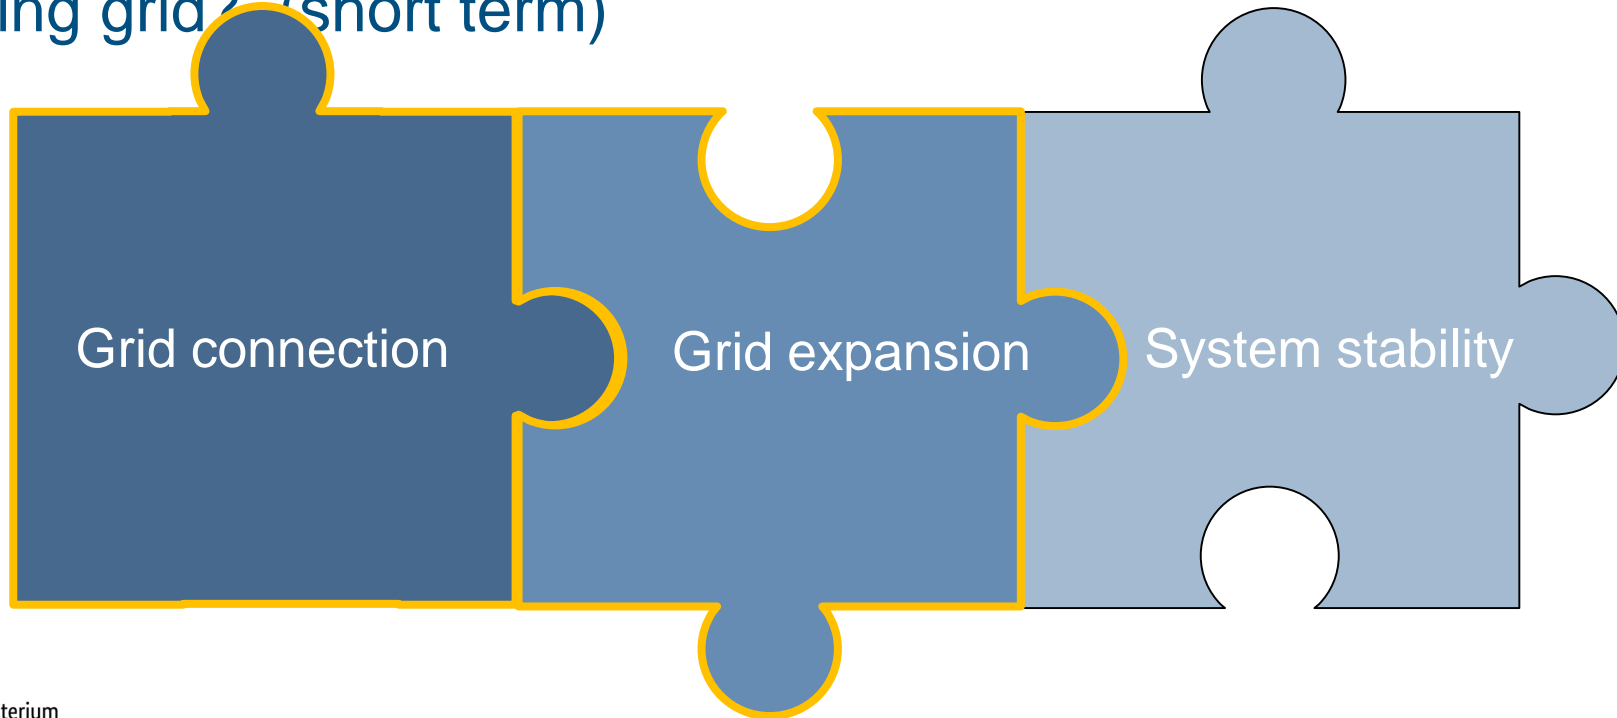 ing grid? (short term)
Grid connection
Grid expansion
System stability
terium